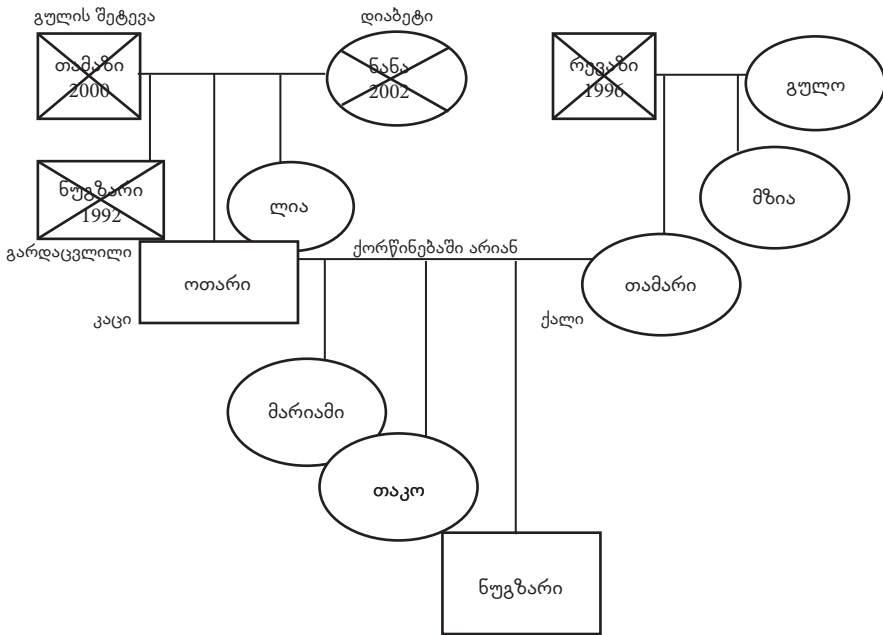 გულის შეტევა
დიაბეტი
თამაზი
2000
ნანა
2002
რევაზი
1996
გულო
ნუგზარი
1992
ლია
მზია
გარდაცვლილი
ქორწინებაში არიან
ოთარი
თამარი
კაცი
ქალი
მარიამი
თაკო
ნუგზარი